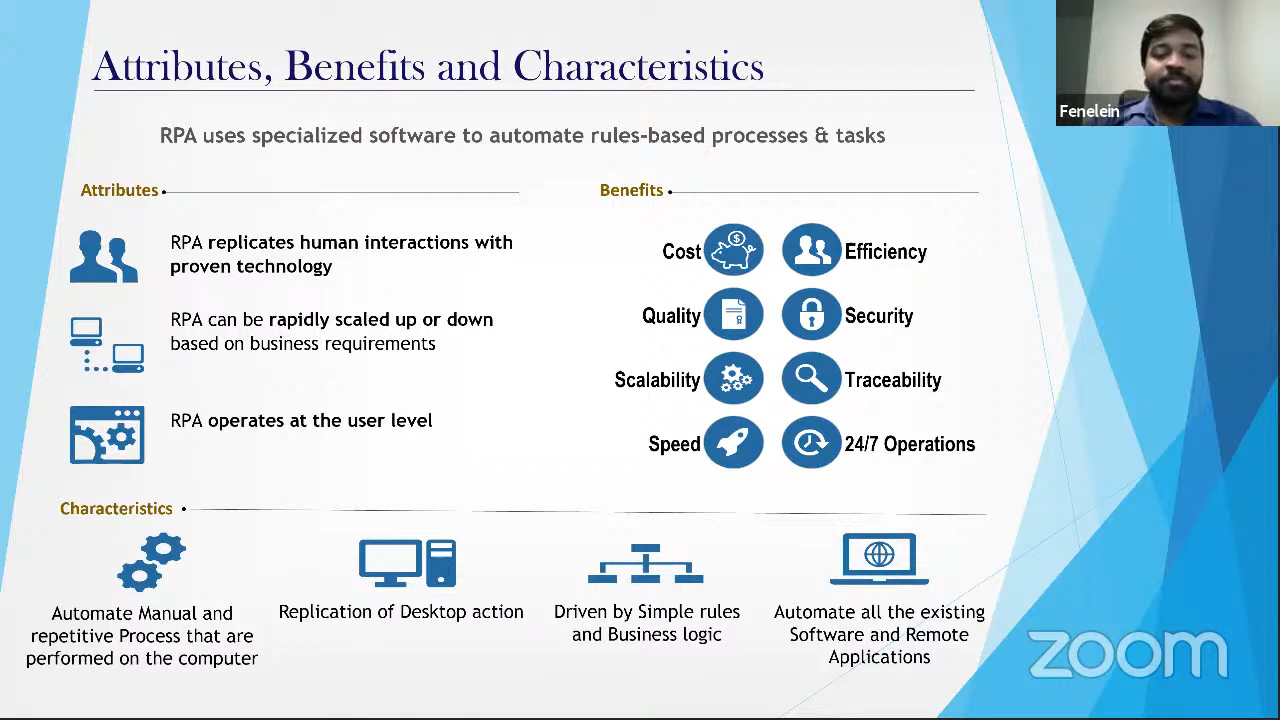 Attributes, Benefits and Characteristics
Fenelein
RPA uses specialized software to automate rules-based processes & tasks
Attributes
RPA replicates human interactions with
proven technology
RPA can be rapidly scaled up or down
based on business requirements
RPA operates at the user level
Benefits
Cost
Efficiency
Quality
Security
Scalability
Traceability
Speed
24/7 Operations
Characteristics
Automate Manual and
repetitive Process that are
performed on the computer
Replication of Desktop action
Driven by Simple rules
and Business logic
Automate all the existing
Software and Remote
Applications
zoom